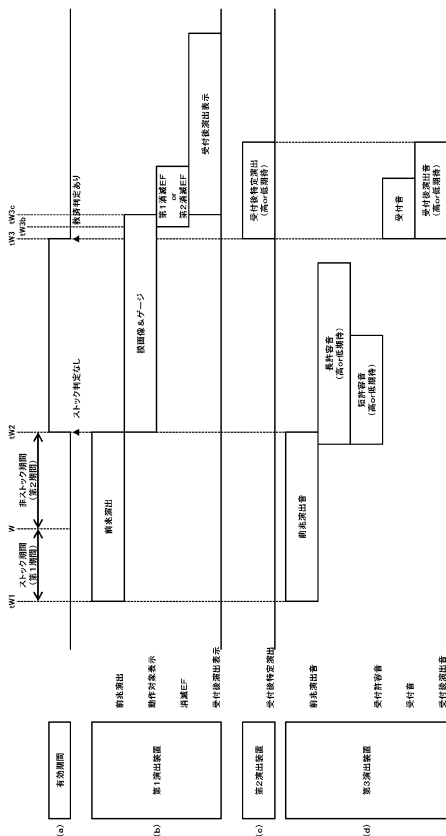 tW1
W
tW2
tW3
tW3b
tW3c
ストック期間
(第1期間)
非ストック期間
(第2期間)
ストック判定なし
救済判定あり
(a)
有効期間
(b)
第1演出装置
前兆演出
動作対象表示
消滅EF
受付後演出表示
前兆演出
操画像&ゲージ
第1消滅EF
or
第2消滅EF
受付後演出表示
(c)
第2演出装置
受付後特定演出
受付後特定演出
(高or低期待)
(d)
第3演出装置
前兆演出音
受付許容音
受付音
受付後演出音
前兆演出音
長許容音
(高or低期待)
短許容音
(高or低期待)
受付音
受付後演出音
(高or低期待)